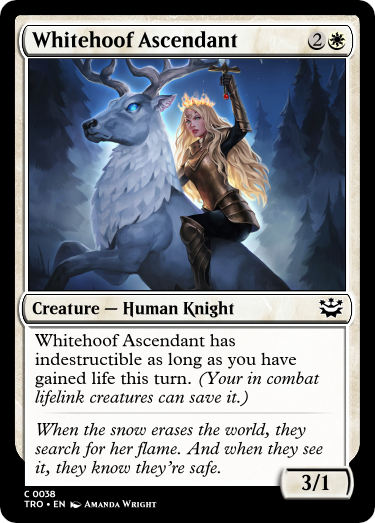 Whitehoof Ascendant 2
Creature — Human Knight
Whitehoof Ascendant has
indestructible as long as you have
gained life this turn. (Your in combat
lifelink creatures can save it.)
When the snow erases the world, they
search for her flame. And when they see
it, they know they're safe.
3/1
C 0038
TRO • EN Amanda Wright